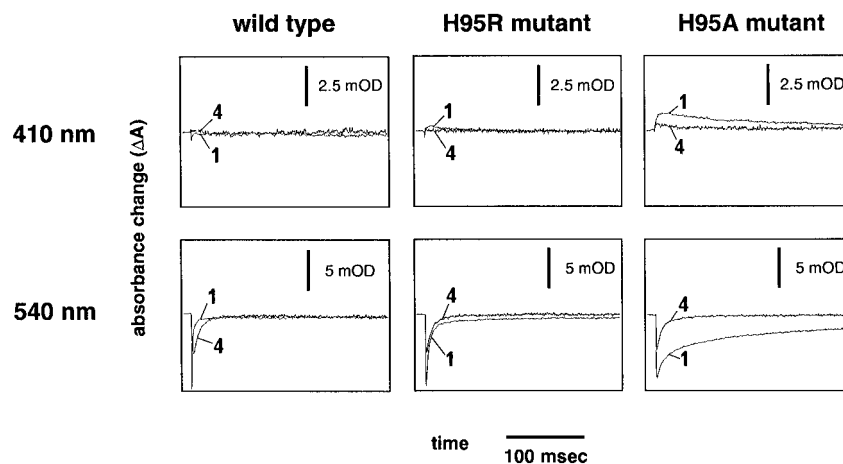 wild type
H95R mutant
H95A mutant
410 nm
absorbance change (ΔA)
2.5 mOD
4
1
2.5 mOD
1
4
2.5 mOD
1
4
540 nm
5 mOD
1
4
5 mOD
4
1
5 mOD
4
1
time
100 msec